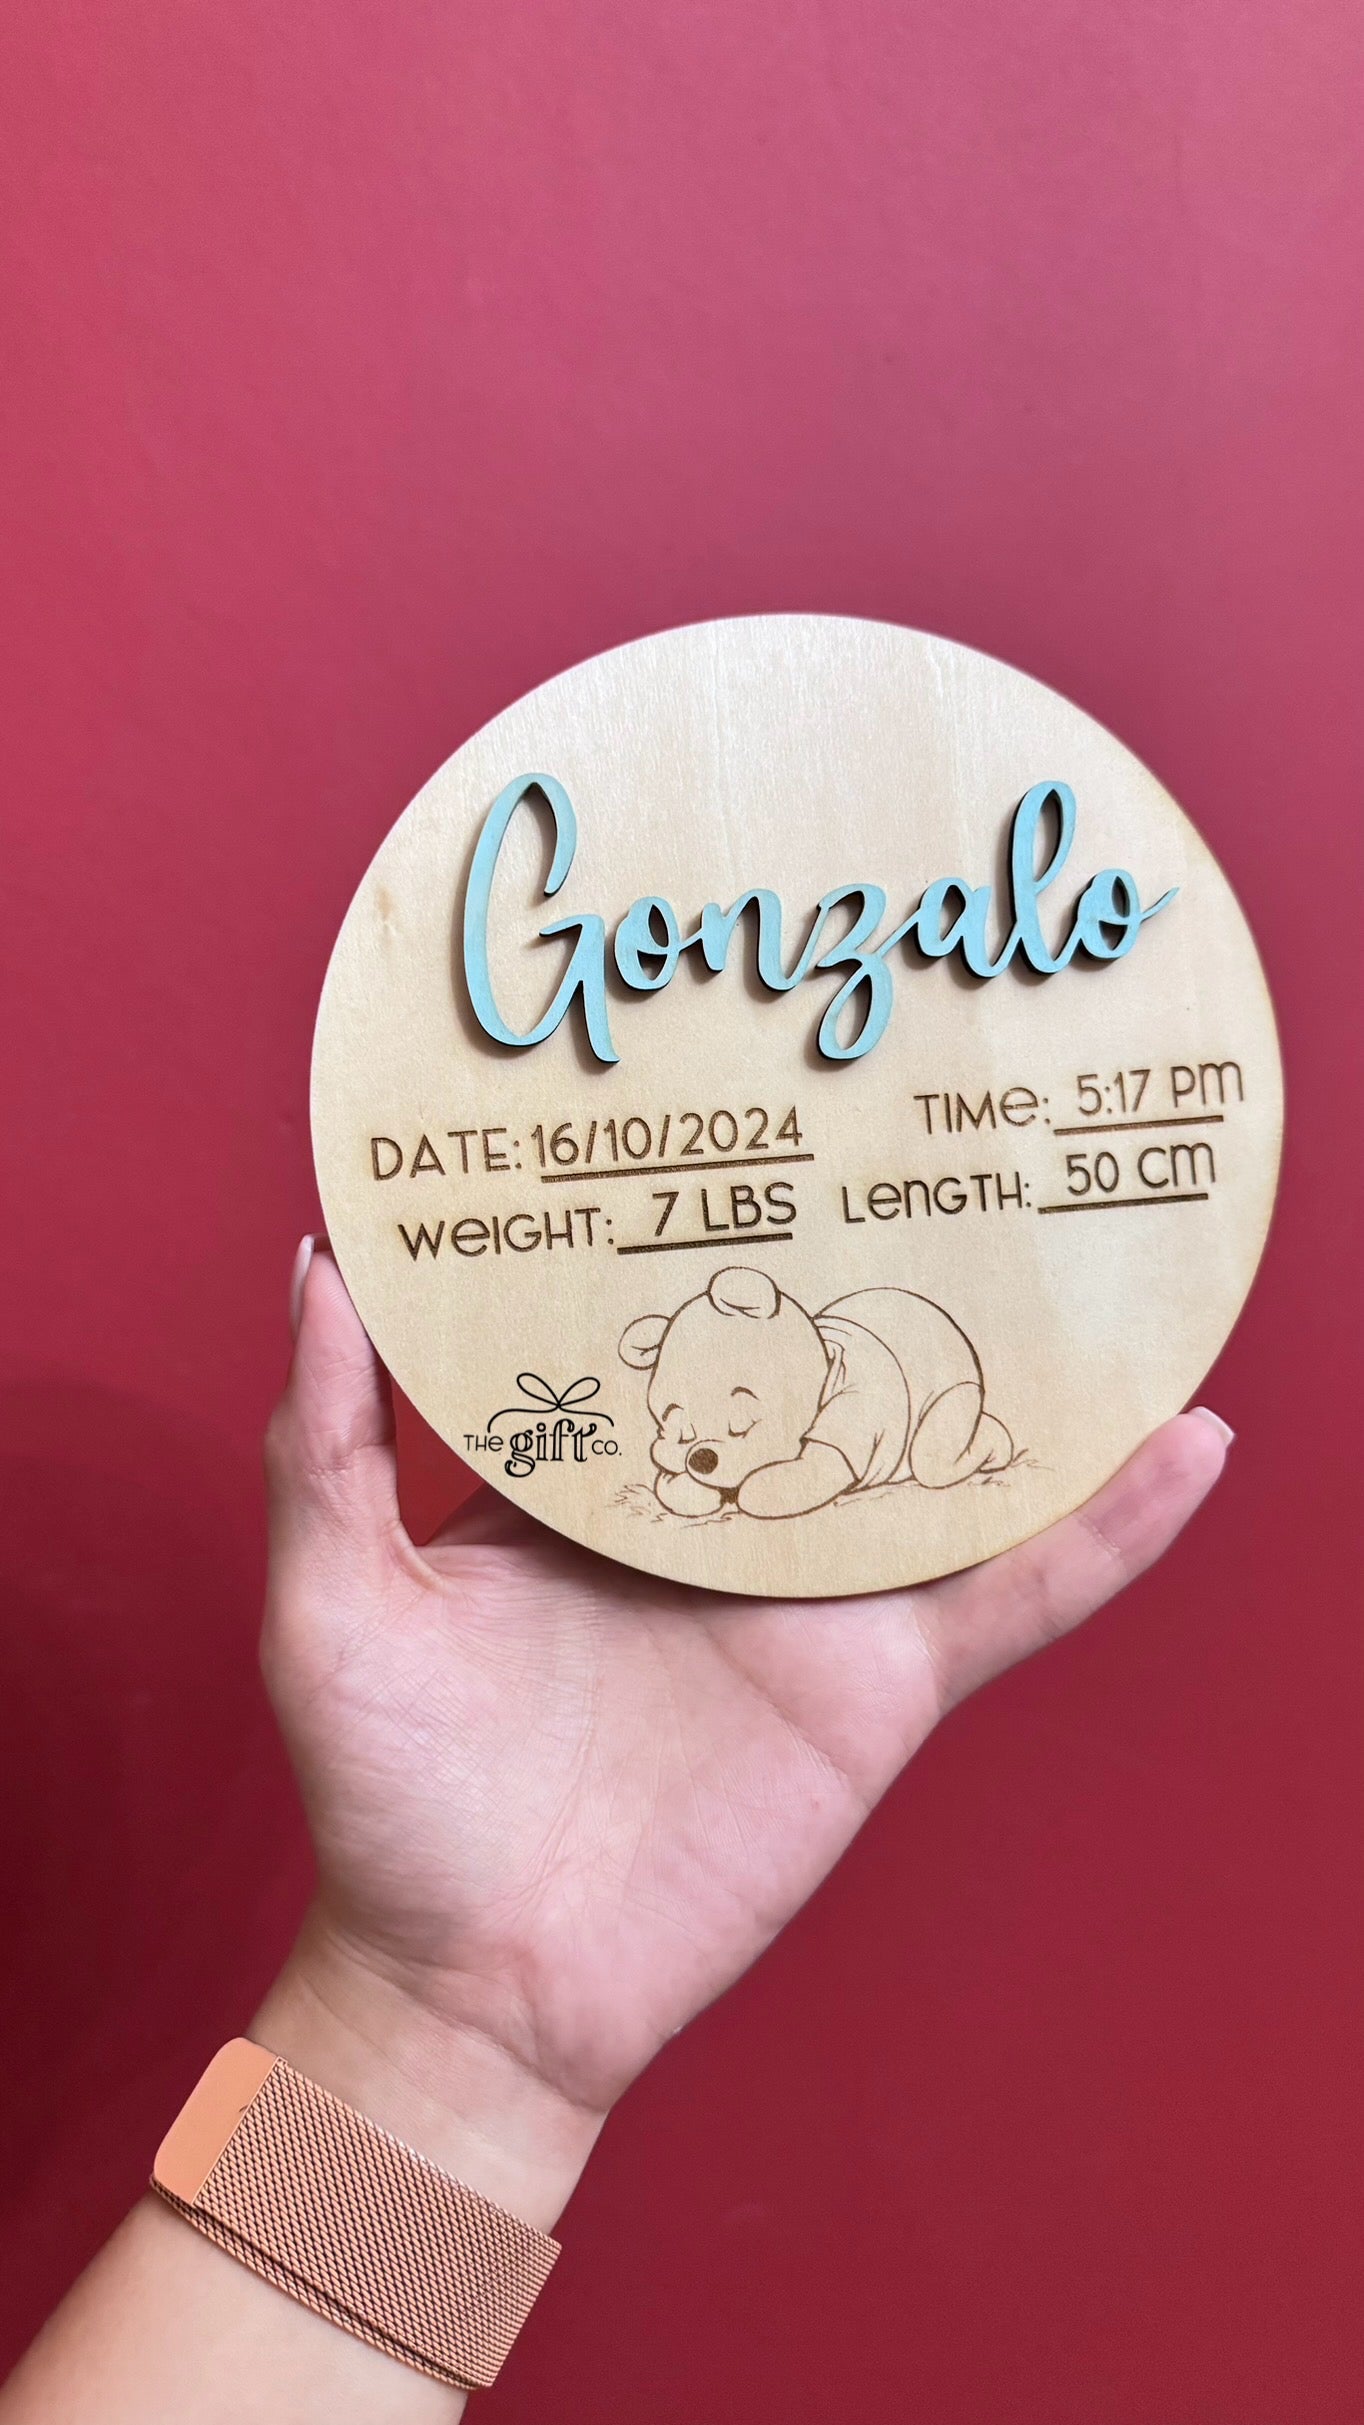 Gonzalo
DATE: 16/10/2024 TIME: 5:17 PM
WEIGHT: 7 LBS LENGTH: 50 CM
THE gift CO.